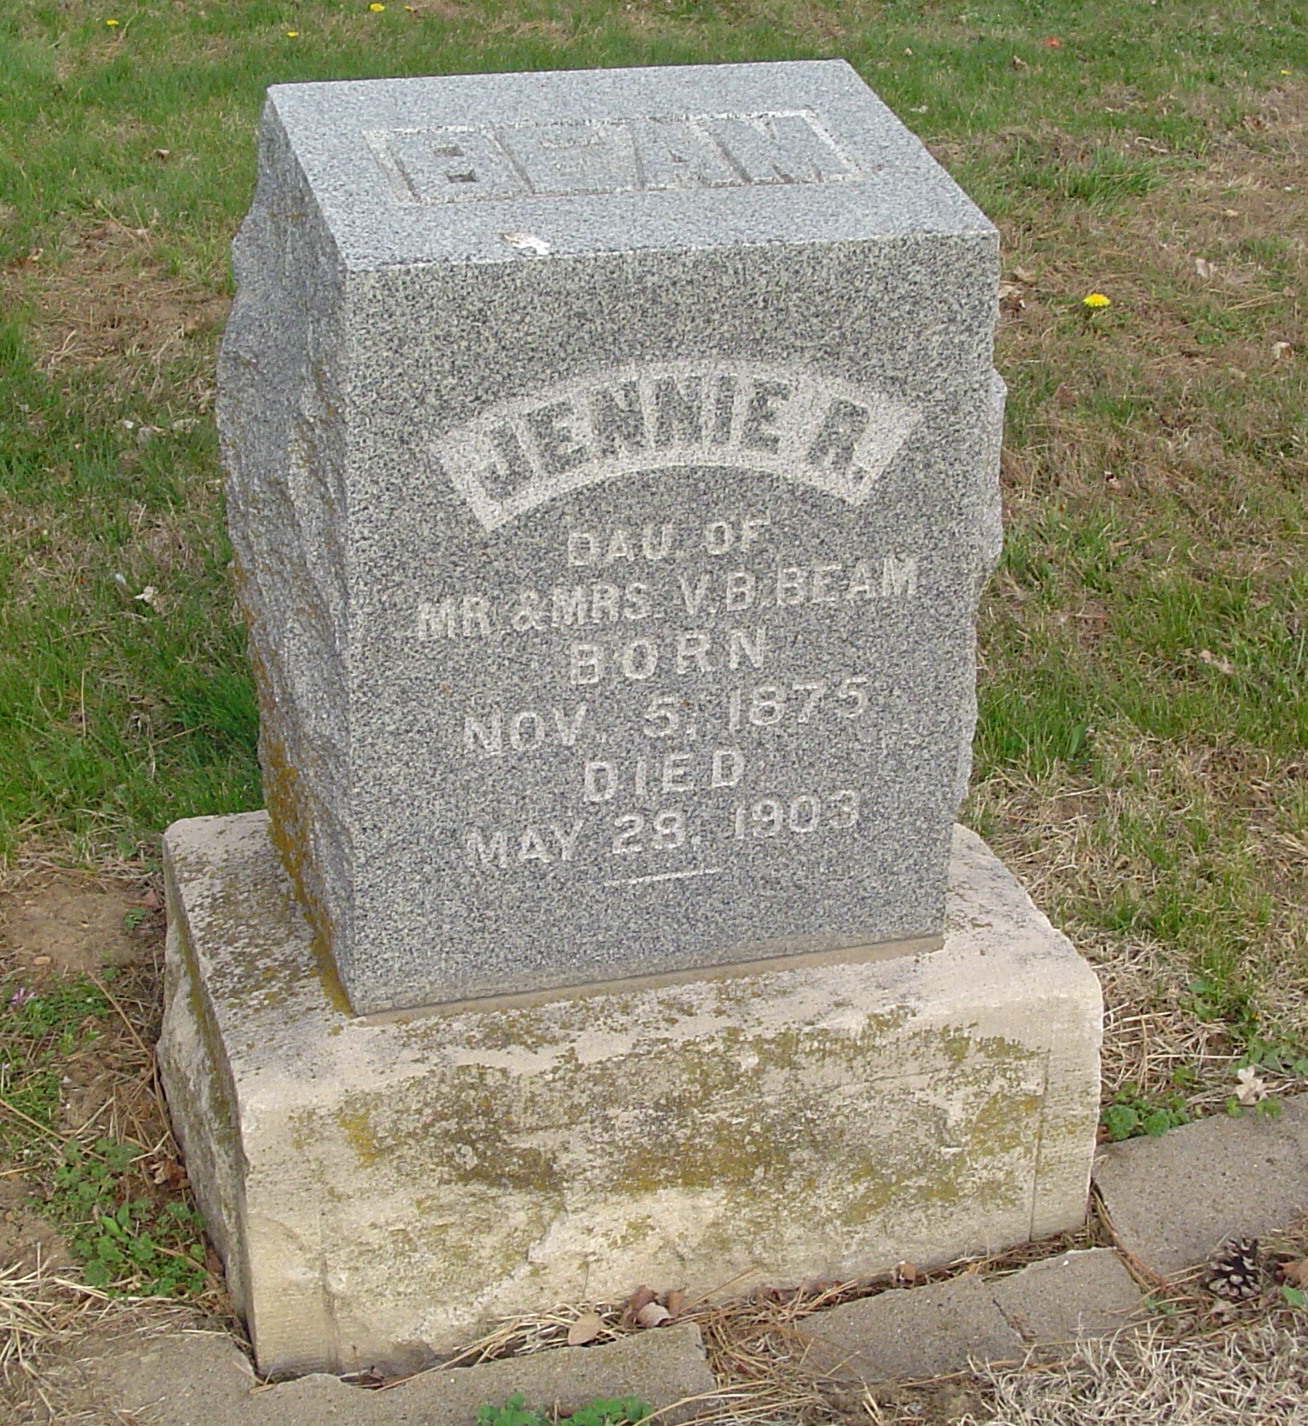 BEAM
JENNIE R.
DAU OF
MR. & MRS V. B. BEAM
BORN
NOV. 5, 1875
DIED
MAY 29, 1903